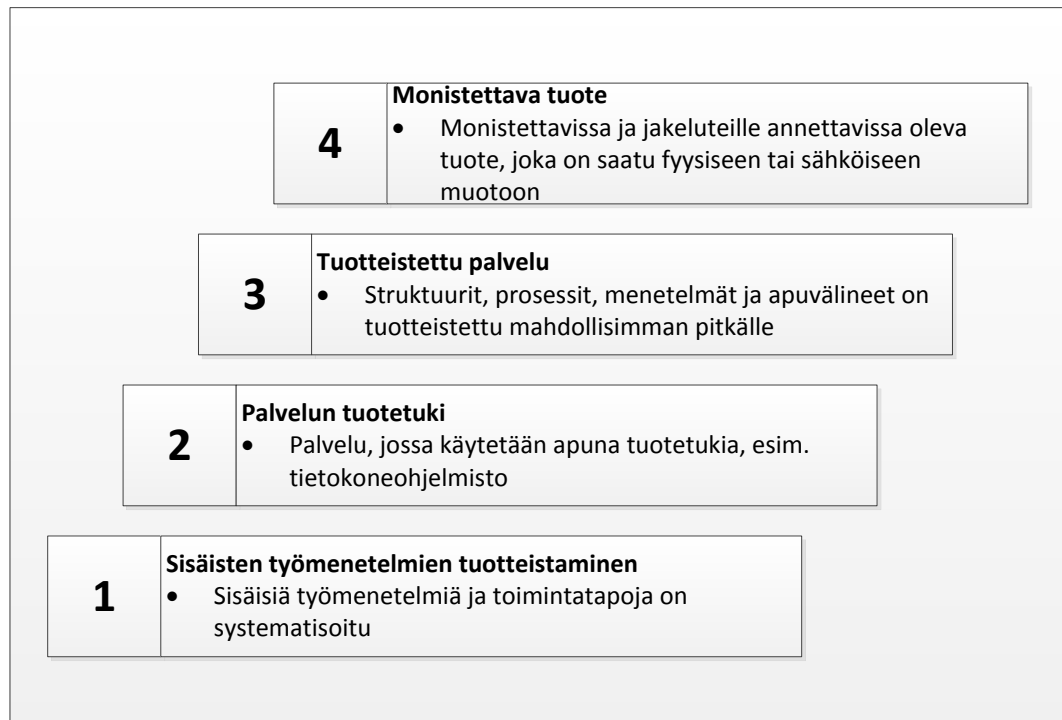 4
Monistettava tuote
• Monistettavissa ja jakeluteille annettavissa oleva
tuote, joka on saatu fyysiseen tai sähköiseen
muotoon
3
Tuotteistettu palvelu
• Struktuurit, prosessit, menetelmät ja apuvälineet on
tuotteistettu mahdollisimman pitkälle
2
Palvelun tuotetuki
• Palvelu, jossa käytetään apuna tuotetukia, esim.
tietokoneohjelmisto
1
Sisäisten työmenetelmien tuotteistaminen
• Sisäisiä työmenetelmiä ja toimintatapoja on
systematisoitu